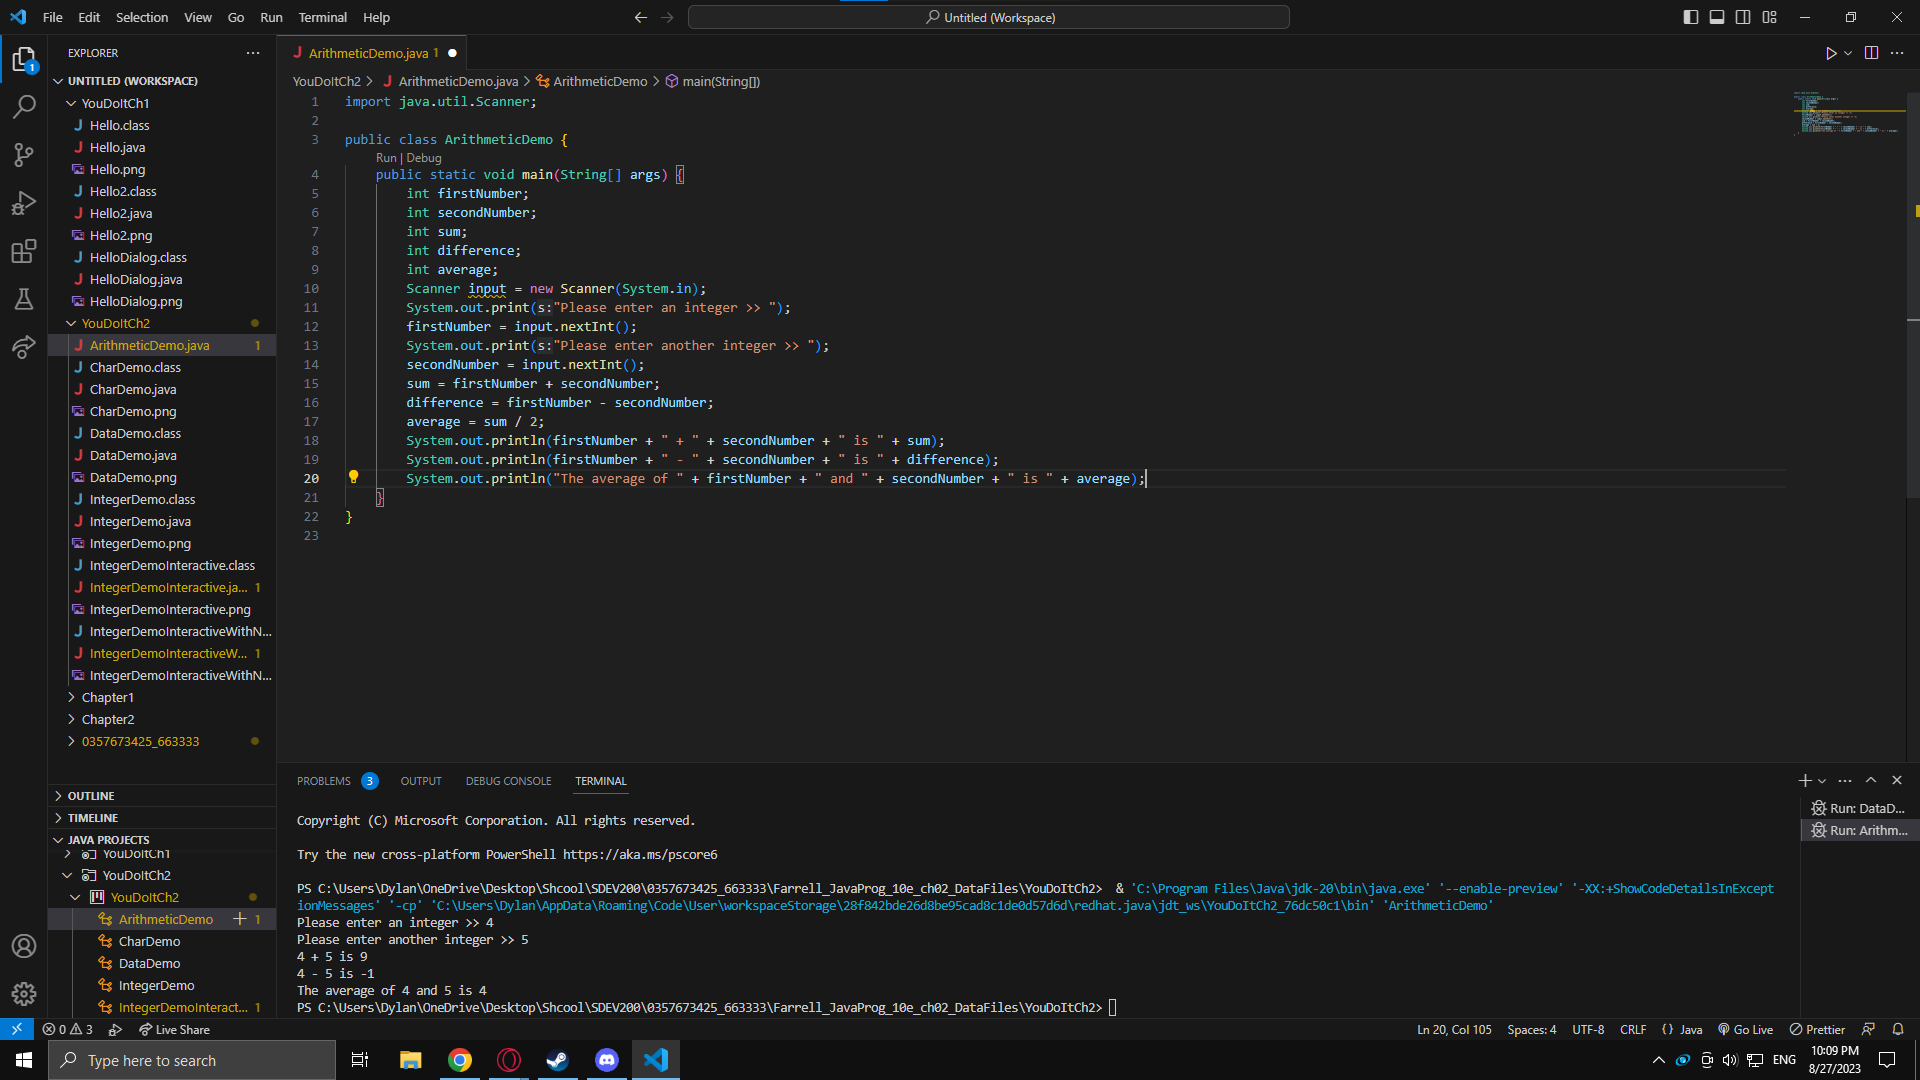 File Edit Selection View Go Run Terminal Help
Untitled (Workspace)
EXPLORER
1
UNTITLED (WORKSPACE)
YouDoItCh1
Hello.class
Hello.java
Hello.png
Hello2.class
Hello2.java
Hello2.png
HelloDialog.class
HelloDialog.java
HelloDialog.png
YouDoItCh2
ArithmeticDemo.java 1
CharDemo.class
CharDemo.java
CharDemo.png
DataDemo.class
DataDemo.java
DataDemo.png
IntegerDemo.class
IntegerDemo.java
IntegerDemo.png
IntegerDemoInteractive.class
IntegerDemoInteractive.ja... 1
IntegerDemoInteractive.png
IntegerDemoInteractiveWithN...
IntegerDemoInteractiveW... 1
IntegerDemoInteractiveWithN...
Chapter1
Chapter2
0357673425_663333
OUTLINE
TIMELINE
JAVA PROJECTS
YouDoItCh1
YouDoItCh2
YouDoItCh2
ArithmeticDemo + 1
CharDemo
DataDemo
IntegerDemo
IntegerDemoInteract... 1
ArithmeticDemo.java 1
YouDoItCh2 > ArithmeticDemo.java > ArithmeticDemo > main(String[])
1 import java.util.Scanner;
2
3 public class ArithmeticDemo {
Run | Debug
4 public static void main(String[] args) {
5 int firstNumber;
6 int secondNumber;
7 int sum;
8 int difference;
9 int average;
10 Scanner input = new Scanner(System.in);
11 System.out.print(s:"Please enter an integer >> ");
12 firstNumber = input.nextInt();
13 System.out.print(s:"Please enter another integer >> ");
14 secondNumber = input.nextInt();
15 sum = firstNumber + secondNumber;
16 difference = firstNumber - secondNumber;
17 average = sum / 2;
18 System.out.println(firstNumber + " + " + secondNumber + " is " + sum);
19 System.out.println(firstNumber + " - " + secondNumber + " is " + difference);
20 System.out.println("The average of " + firstNumber + " and " + secondNumber + " is " + average);
21 }
22 }
23
PROBLEMS 3 OUTPUT DEBUG CONSOLE TERMINAL
Copyright (C) Microsoft Corporation. All rights reserved.
Try the new cross-platform PowerShell https://aka.ms/pscore6
PS C:\Users\Dylan\OneDrive\Desktop\Shcool\SDEV200\0357673425_663333\Farrell_JavaProg_10e_ch02_DataFiles\YouDoItCh2> & 'C:\Program Files\Java\jdk-20\bin\java.exe' '--enable-preview' '-XX:+ShowCodeDetailsInExcept
ionMessages' '-cp' 'C:\Users\Dylan\AppData\Roaming\Code\User\workspaceStorage\28f842bde26d8be95cad8c1de0d57d6d\redhat.java\jdt_ws\YouDoItCh2_76dc50c1\bin' 'ArithmeticDemo'
Please enter an integer >> 4
Please enter another integer >> 5
4 + 5 is 9
4 - 5 is -1
The average of 4 and 5 is 4
PS C:\Users\Dylan\OneDrive\Desktop\Shcool\SDEV200\0357673425_663333\Farrell_JavaProg_10e_ch02_DataFiles\YouDoItCh2>
Run: DataD...
Run: Arithm...
0 3 Live Share
Ln 20, Col 105 Spaces: 4 UTF-8 CRLF {} Java Go Live Prettier
Type here to search
ENG
10:09 PM
8/27/2023